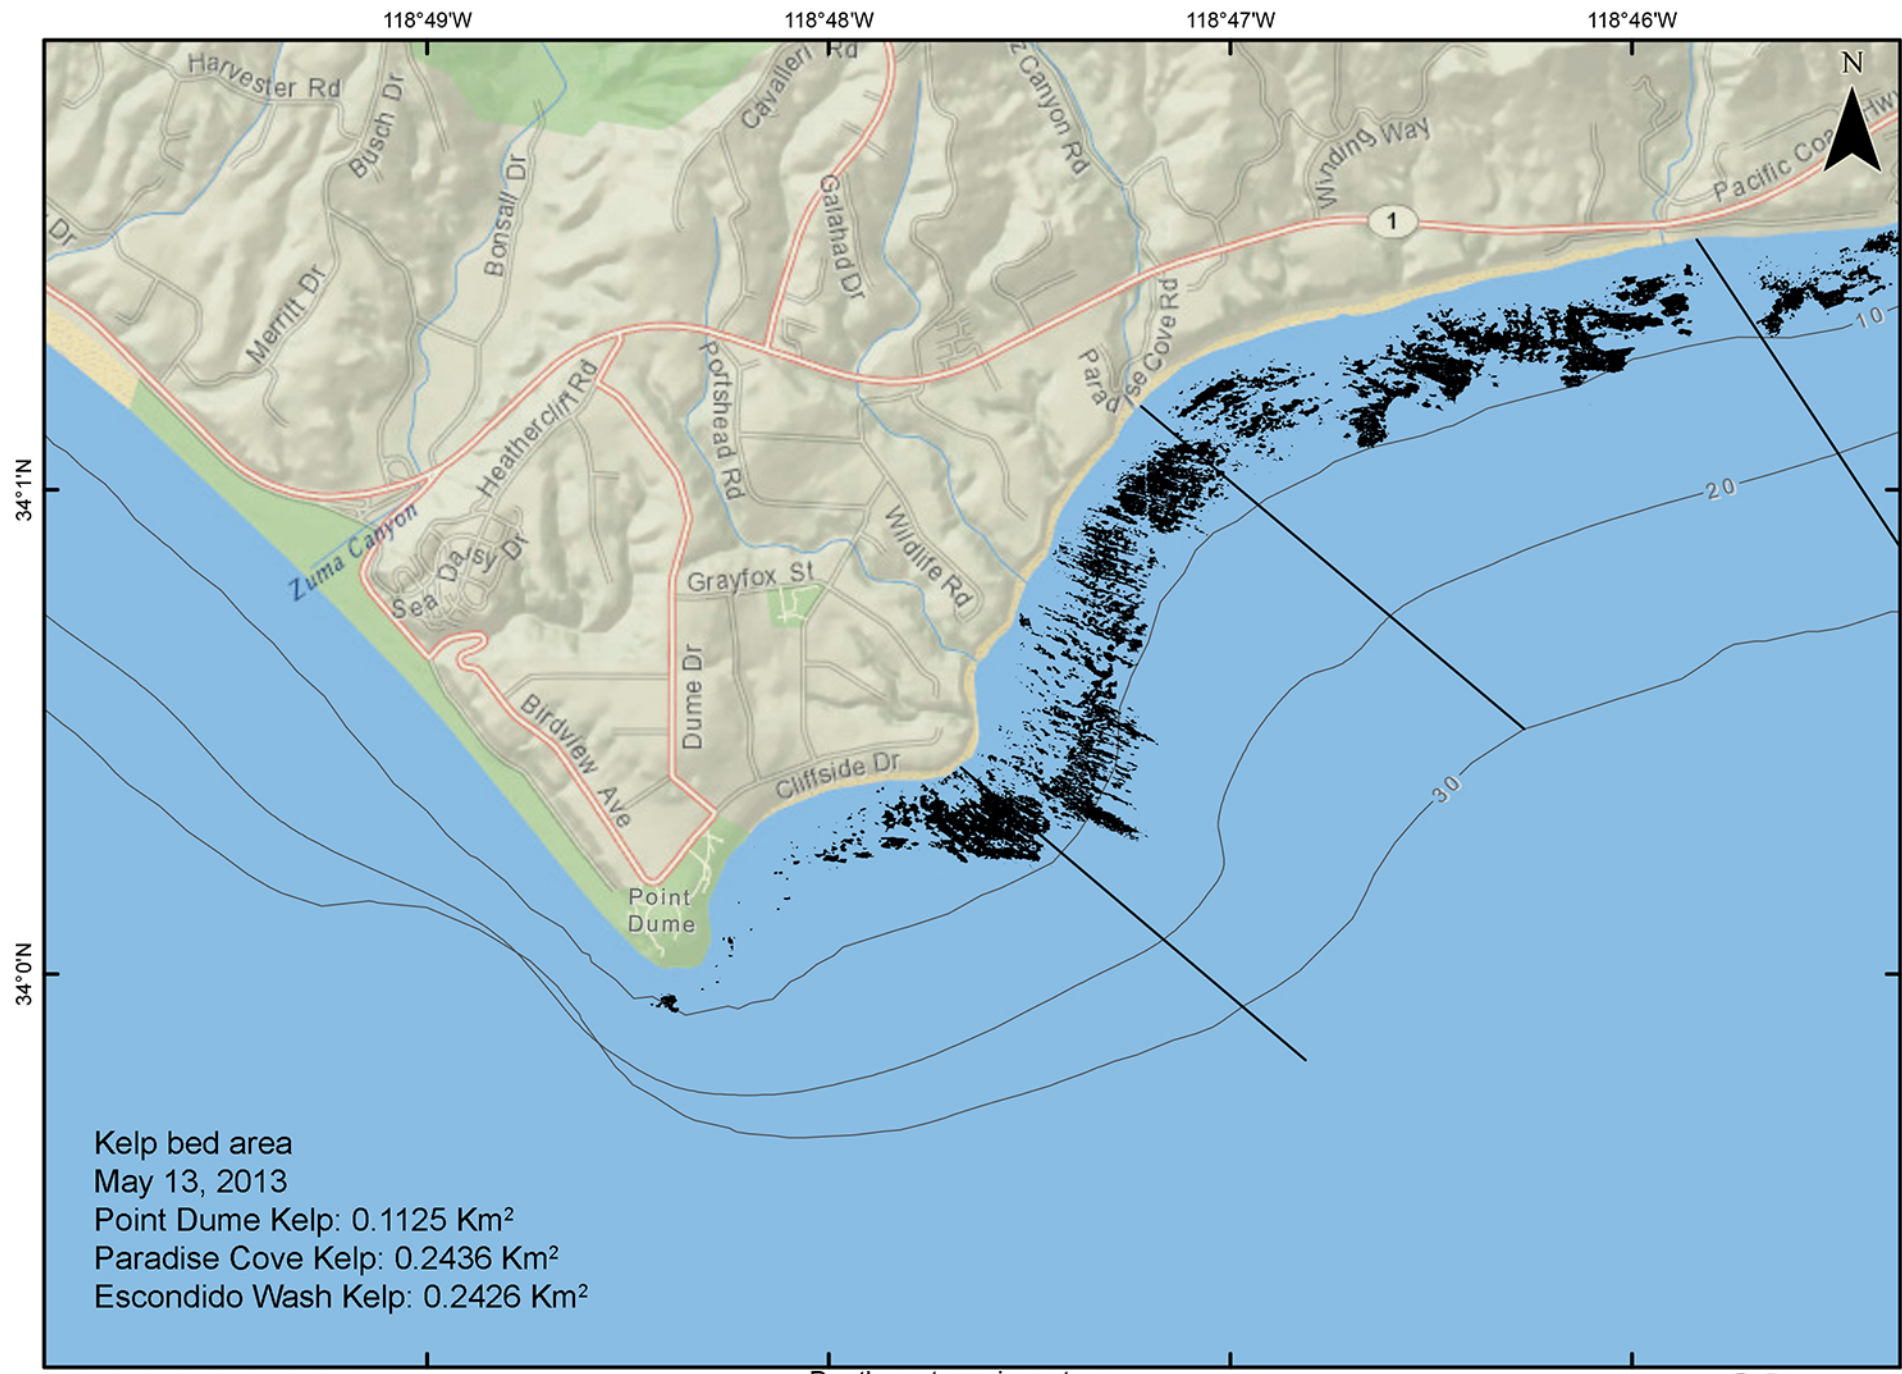 118°49'W
118°48'W
118°47'W
118°46'W
N
Harvester Rd
Busch Dr
Cavalleri Rd
Canyon Rd
Winding Way
Pacific Coa
Hwy
Dr
Bonsall Dr
Galahad Dr
1
Merritt Dr
Heathercliff Rd
Portshead Rd
Paradise Cove Rd
10
20
30
34°1'N
Zuma Canyon
Sea Daisy Dr
Wildlife Rd
Grayfox St
Dume Dr
Birdview Ave
Cliffside Dr
Point
Dume
34°0'N
Kelp bed area
May 13, 2013
Point Dume Kelp: 0.1125 Km²
Paradise Cove Kelp: 0.2436 Km²
Escondido Wash Kelp: 0.2426 Km²